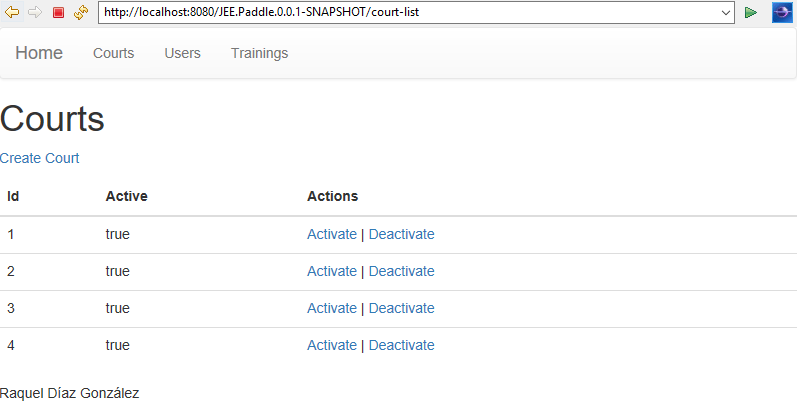 http://localhost:8080/JEE.Paddle.0.0.1-SNAPSHOT/court-list
Home Courts Users Trainings
Courts
Create Court
Id Active Actions
1 true Activate | Deactivate
2 true Activate | Deactivate
3 true Activate | Deactivate
4 true Activate | Deactivate
Raquel Díaz González